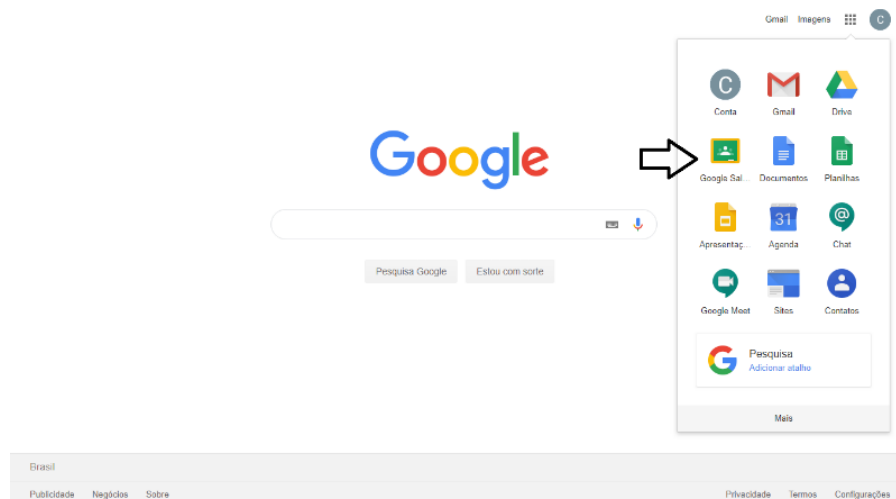 Gmail Imagens C
C
Conta Gmail Drive
Google
Google Sal... Documentos Planilhas
31 @
Apresentaç... Agenda Chat
Pesquisa Google Estou com sorte
Google Meet Sites Contatos
G Pesquisa
Adicionar atalho
Mais
Brasil
Publicidade Negócios Sobre Privacidade Termos Configurações